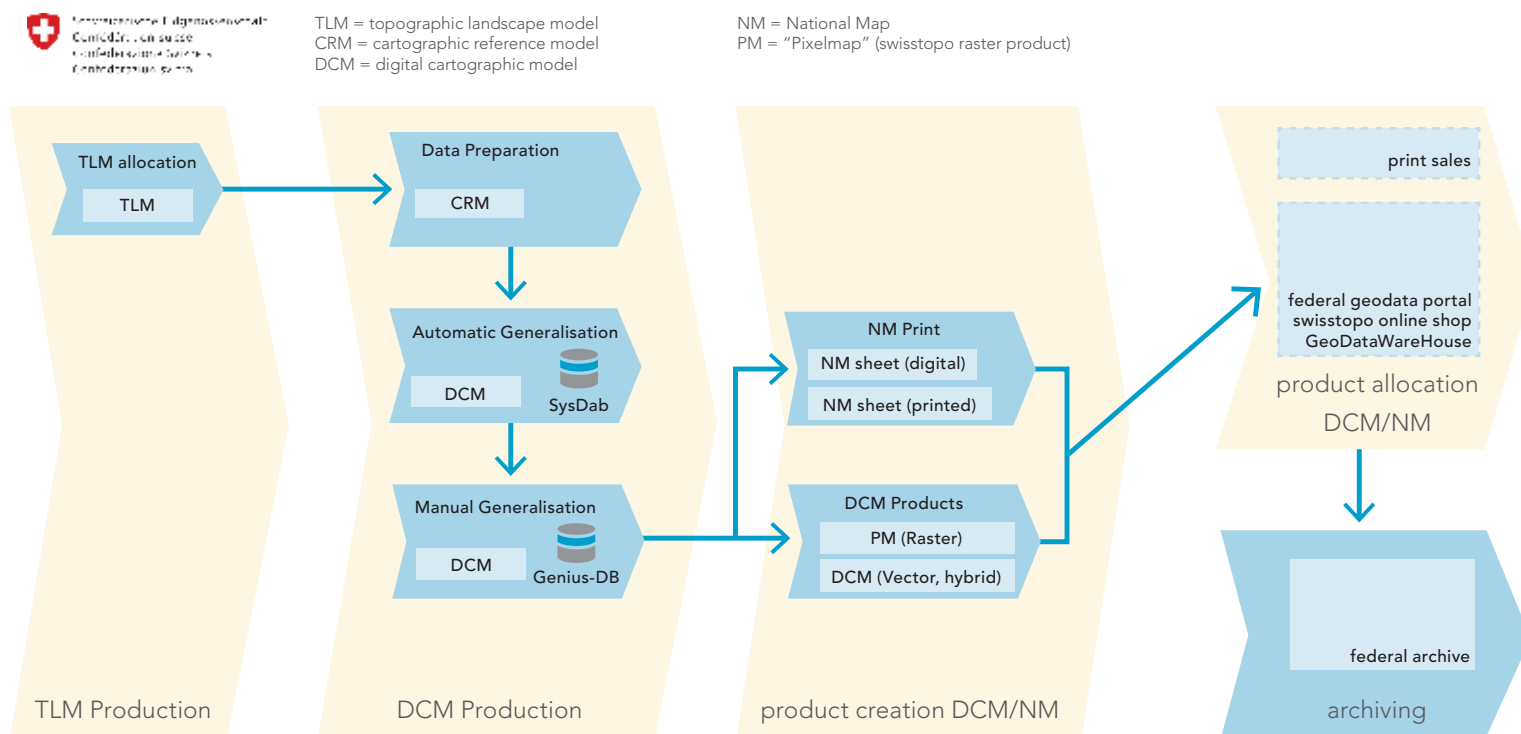 TLM = topographic landscape model
CRM = cartographic reference model
DCM = digital cartographic model
NM = National Map
PM = “Pixelmap” (swisstopo raster product)
TLM allocation
TLM
TLM Production
Data Preparation
CRM
Automatic Generalisation
DCM
SysDab
Manual Generalisation
DCM
Genius-DB
DCM Production
NM Print
NM sheet (digital)
NM sheet (printed)
DCM Products
PM (Raster)
DCM (Vector, hybrid)
product creation DCM/NM
print sales
federal geodata portal
swisstopo online shop
GeoDataWareHouse
product allocation
DCM/NM
federal archive
archiving